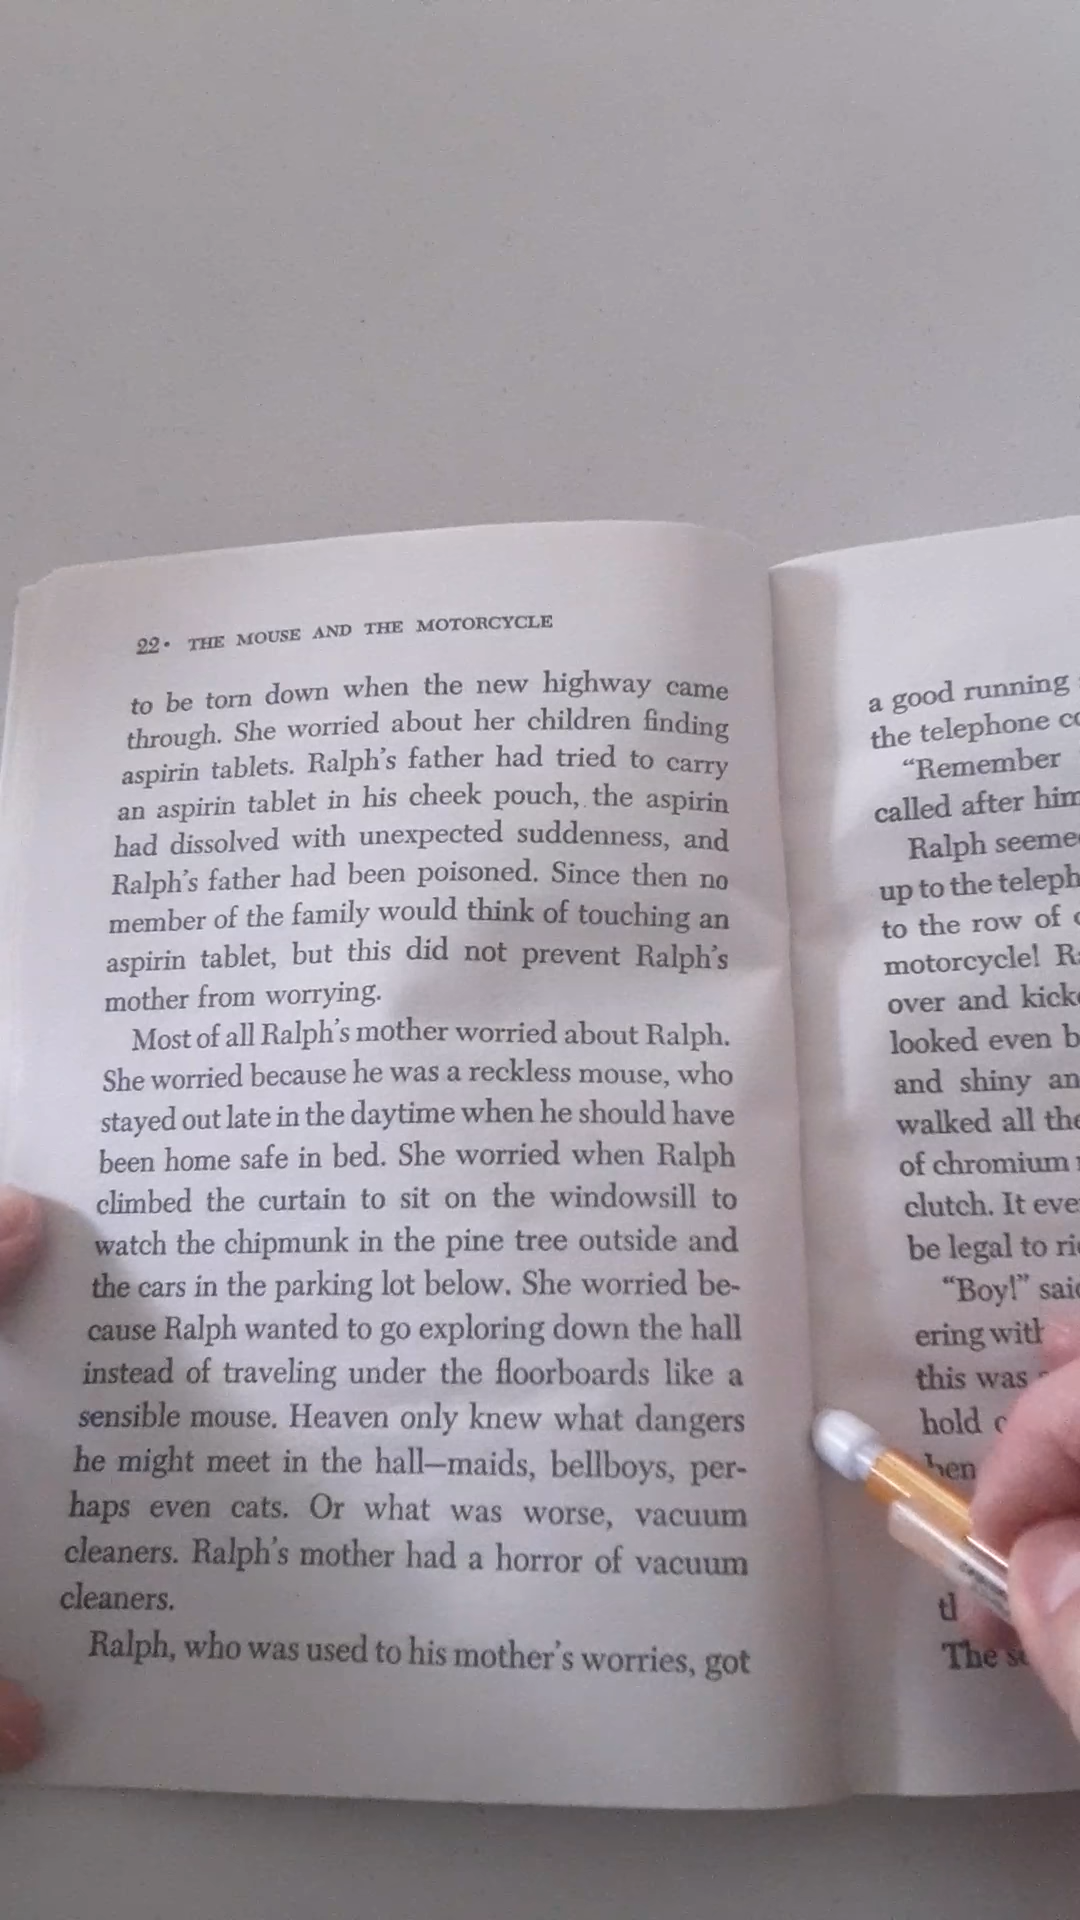 22• THE MOUSE AND THE MOTORCYCLE
to be torn down when the new highway came
through. She worried about her children finding
aspirin tablets. Ralph's father had tried to carry
an aspirin tablet in his cheek pouch, the aspirin
had dissolved with unexpected suddenness, and
Ralph's father had been poisoned. Since then no
member of the family would think of touching an
aspirin tablet, but this did not prevent Ralph's
mother from worrying.
Most of all Ralph's mother worried about Ralph.
She worried because he was a reckless mouse, who
stayed out late in the daytime when he should have
been home safe in bed. She worried when Ralph
climbed the curtain to sit on the windowsill to
watch the chipmunk in the pine tree outside and
the cars in the parking lot below. She worried be-
cause Ralph wanted to go exploring down the hall
instead of traveling under the floorboards like a
sensible mouse. Heaven only knew what dangers
he might meet in the hall—maids, bellboys, per-
haps even cats. Or what was worse, vacuum
cleaners. Ralph's mother had a horror of vacuum
cleaners.
Ralph, who was used to his mother's worries, got
a good running
the telephone
"Remember
called after him
Ralph
up to the
to the row of
motorcycle!
over and
looked even
and shiny
walked all
of chromium
clutch. It
be legal to
"Boy!"
ering
this was
hold
The